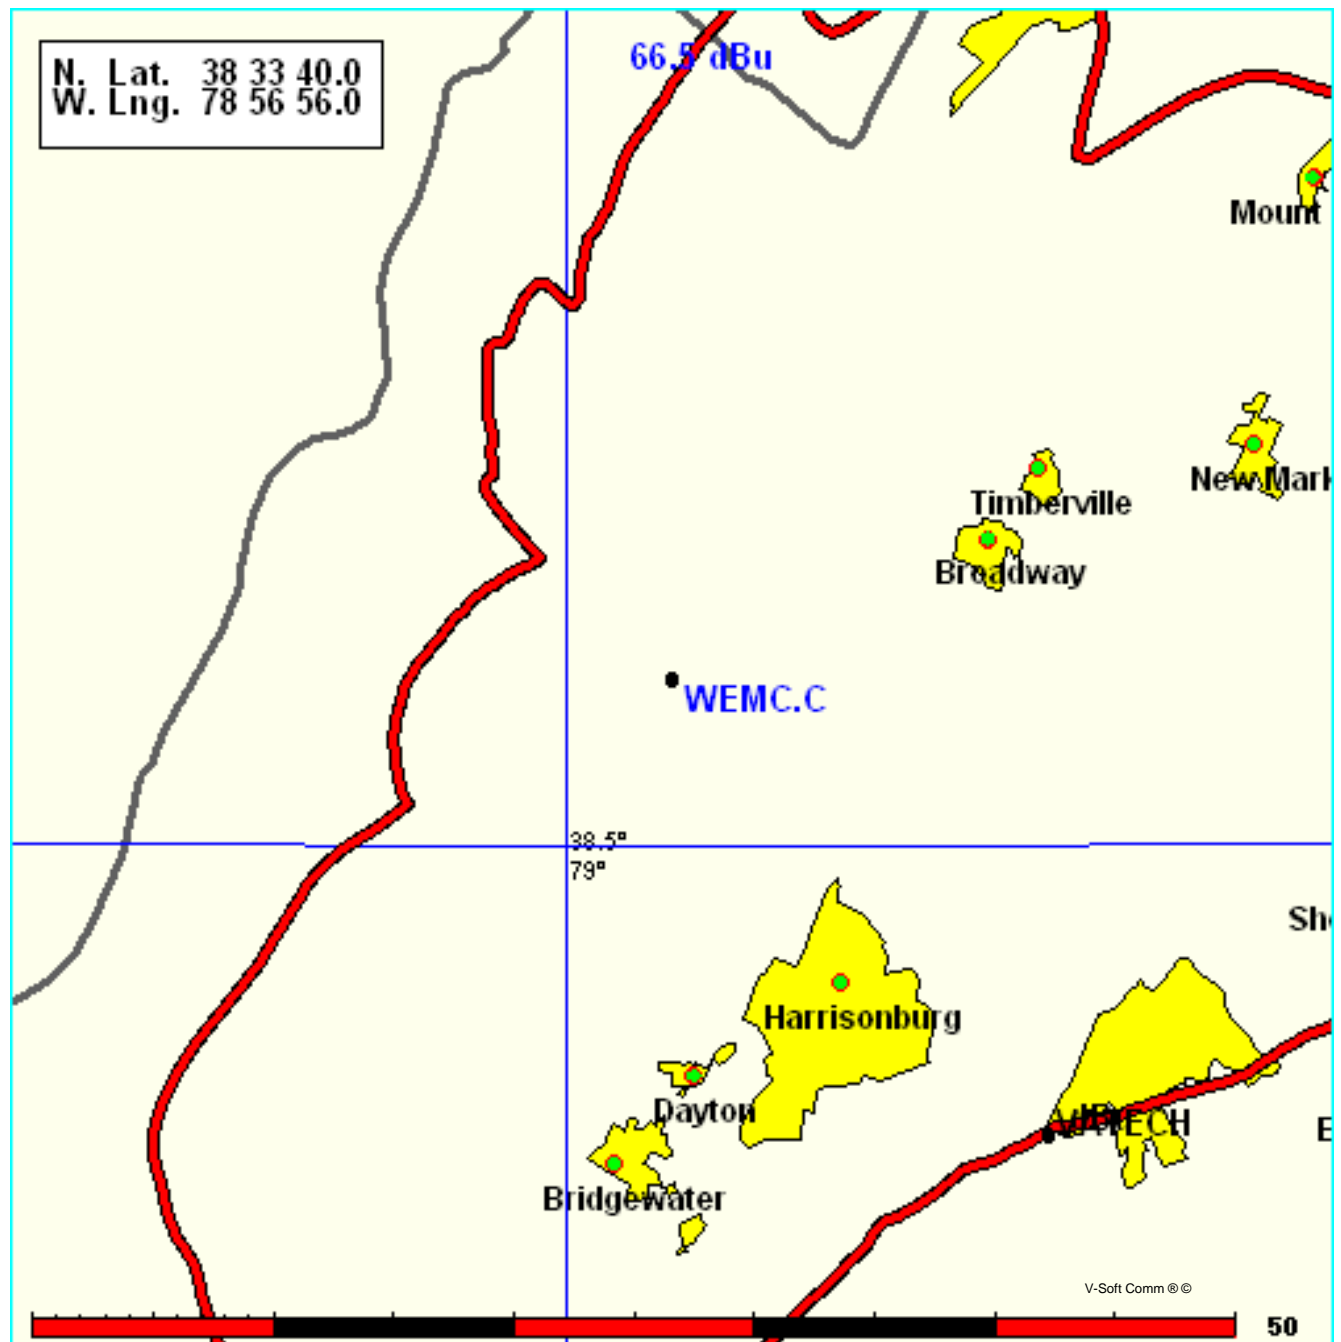 66.5 dBu
N. Lat. 38 33 40.0
W. Lng. 78 56 56.0
Mount
New Mark
Timberville
Broadway
WEMC.C
38.5°
79°
Sh
Harrisonburg
Dayton
VATECH
E
Bridgewater
V-Soft Comm ® ©
50